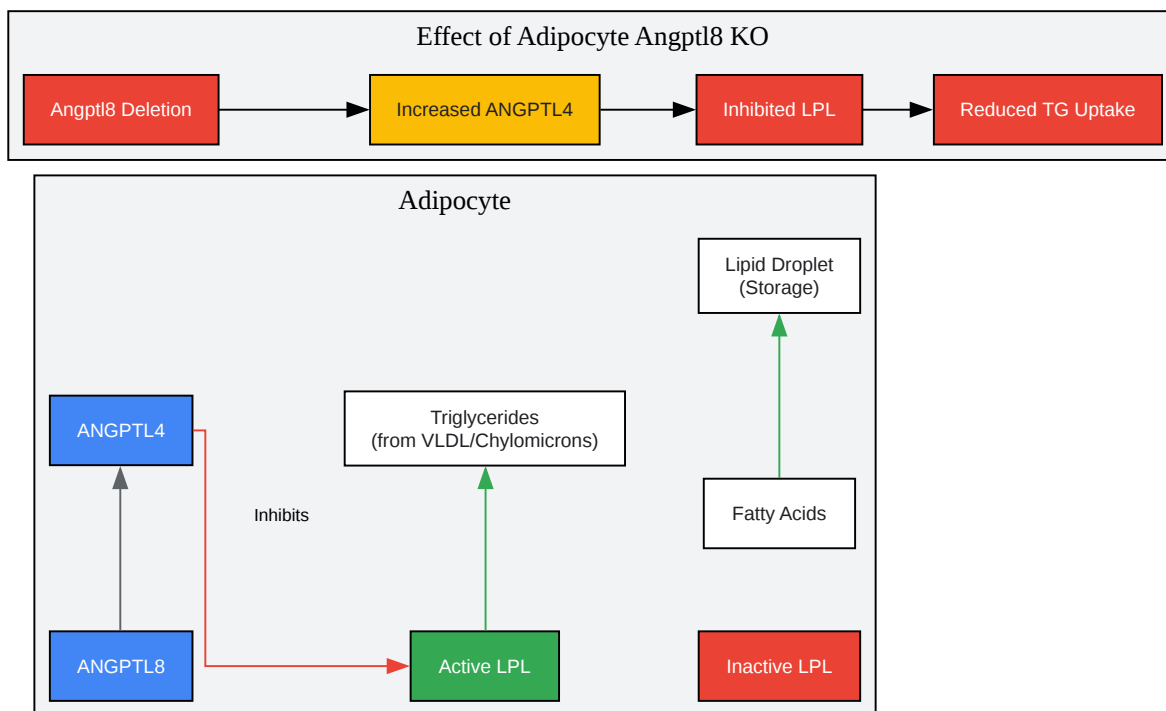 Effect of Adipocyte Angptl8 KO
Angptl8 Deletion
Increased ANGPTL4
Inhibited LPL
Reduced TG Uptake
Adipocyte
Lipid Droplet
(Storage)
ANGPTL4
Triglycerides
(from VLDL/Chylomicrons)
Inhibits
Fatty Acids
ANGPTL8
Active LPL
Inactive LPL